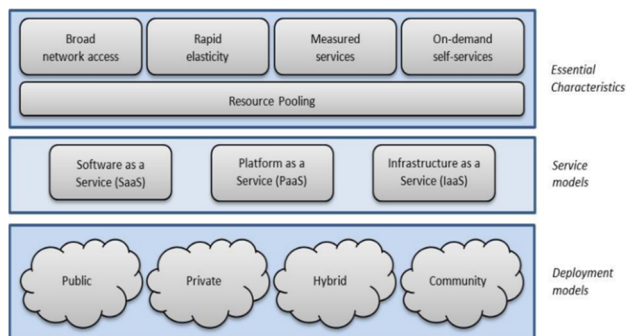 Broad
network access
Rapid
elasticity
Measured
services
On-demand
self-services
Resource Pooling
Essential
Characteristics
Software as a
Service (SaaS)
Platform as a
Service (PaaS)
Infrastructure as a
Service (IaaS)
Service
models
Public
Private
Hybrid
Community
Deployment
models